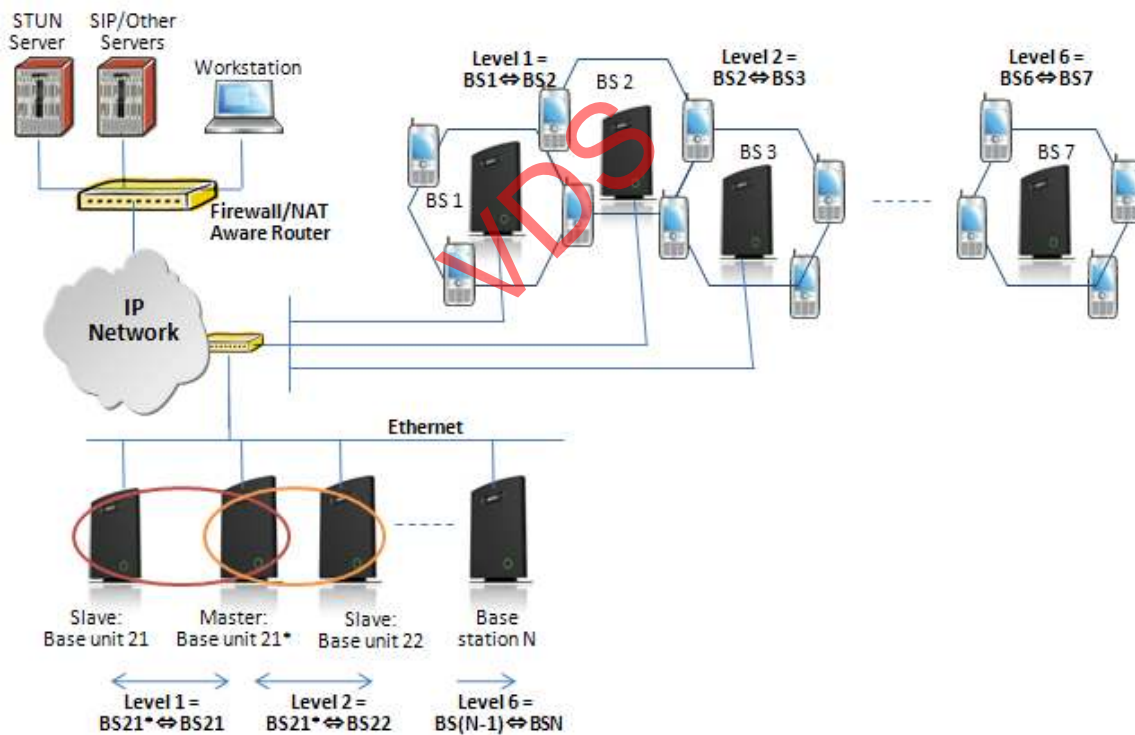 STUN
Server
SIP/Other
Servers
Workstation
Firewall/NAT
Aware Router
IP
Network
Level 1 =
BS1⇔BS2
BS 2
Level 2 =
BS2⇔BS3
Level 6 =
BS6⇔BS7
BS 1
BS 3
BS 7
VDS
Ethernet
Slave:
Base unit 21
Master:
Base unit 21*
Slave:
Base unit 22
Base
station N
Level 1 =
BS21*⇔BS21
Level 2 =
BS21*⇔BS22
Level 6 =
BS(N-1)⇔BSN